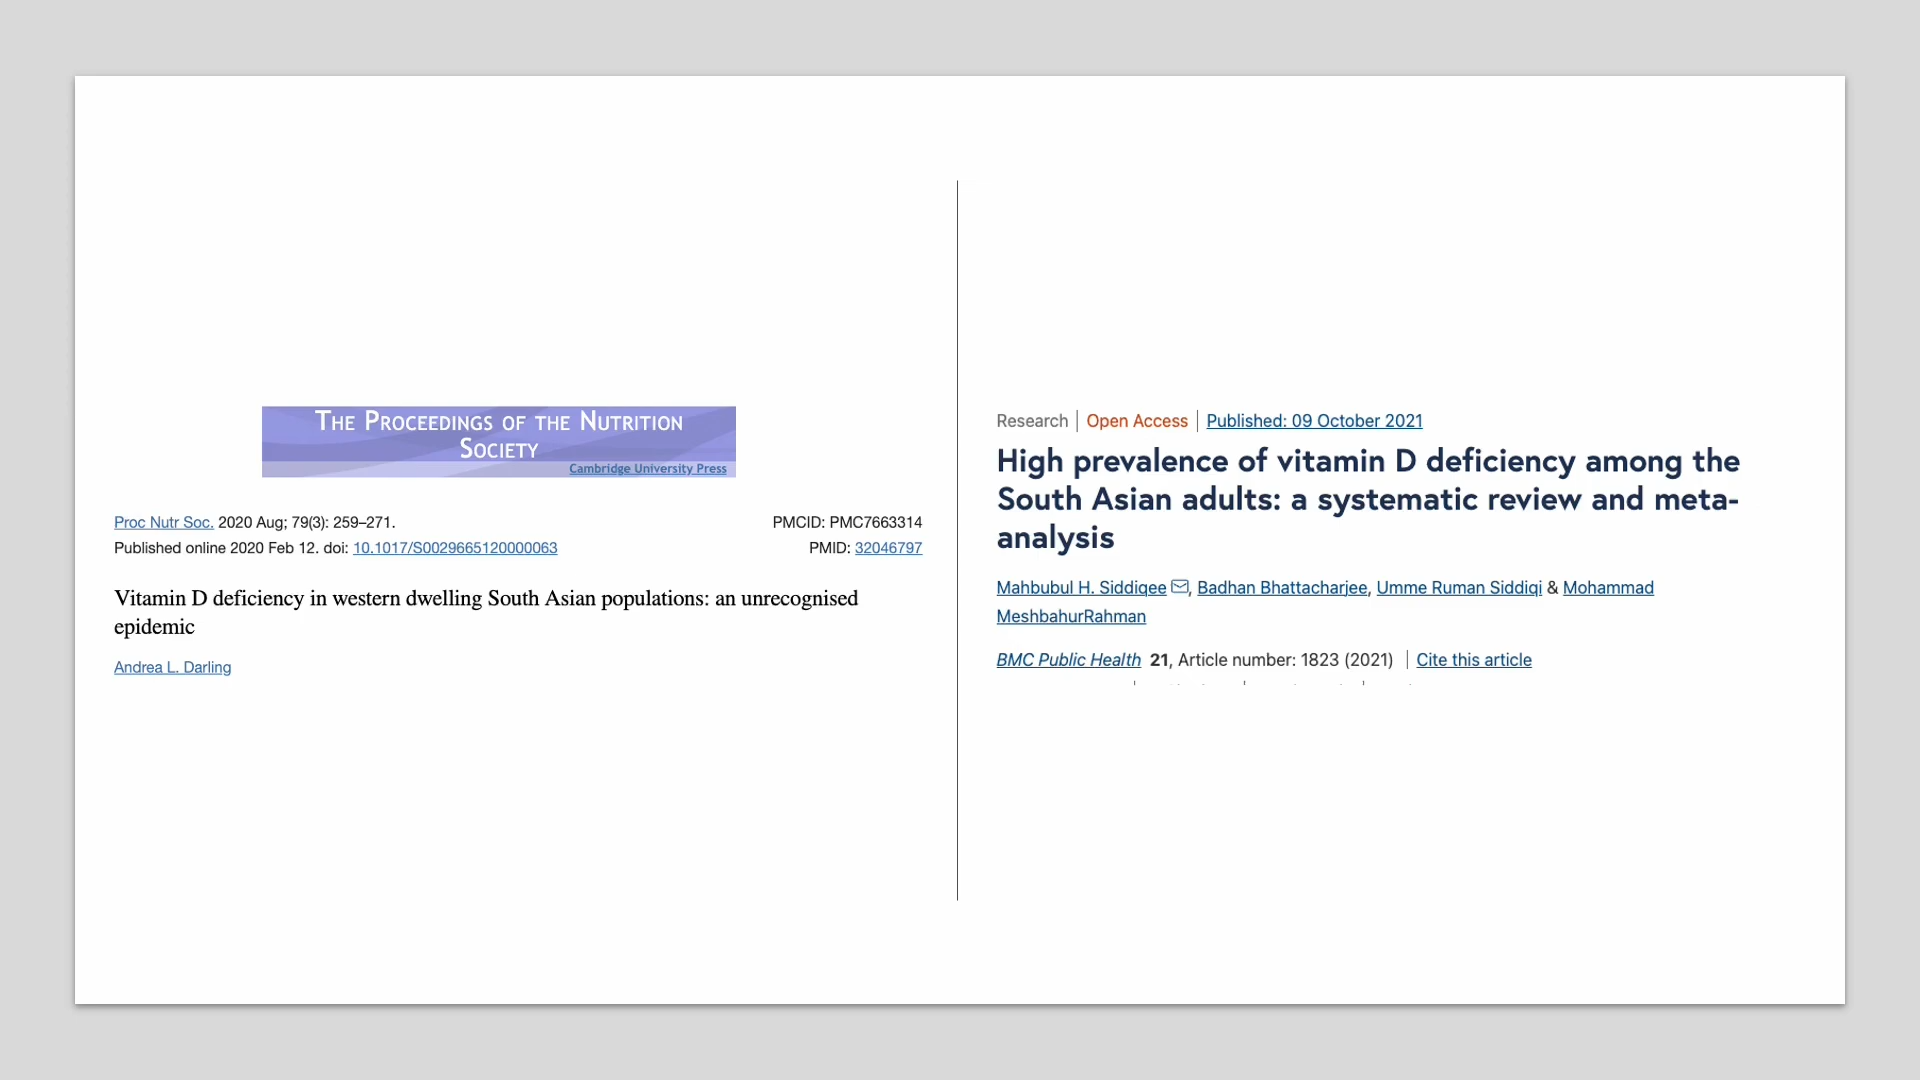 THE PROCEEDINGS OF THE NUTRITION
SOCIETY
Cambridge University Press
Proc Nutr Soc. 2020 Aug; 79(3): 259–271.
PMCID: PMC7663314
Published online 2020 Feb 12. doi: 10.1017/S0029665120000063
PMID: 32046797
Vitamin D deficiency in western dwelling South Asian populations: an unrecognised
epidemic
Andrea L. Darling
Research | Open Access | Published: 09 October 2021
High prevalence of vitamin D deficiency among the
South Asian adults: a systematic review and meta-
analysis
Mahbubul H. Siddiqee, Badhan Bhattacharjee, Umme Ruman Siddiqi & Mohammad
MeshbahurRahman
BMC Public Health 21, Article number: 1823 (2021) | Cite this article